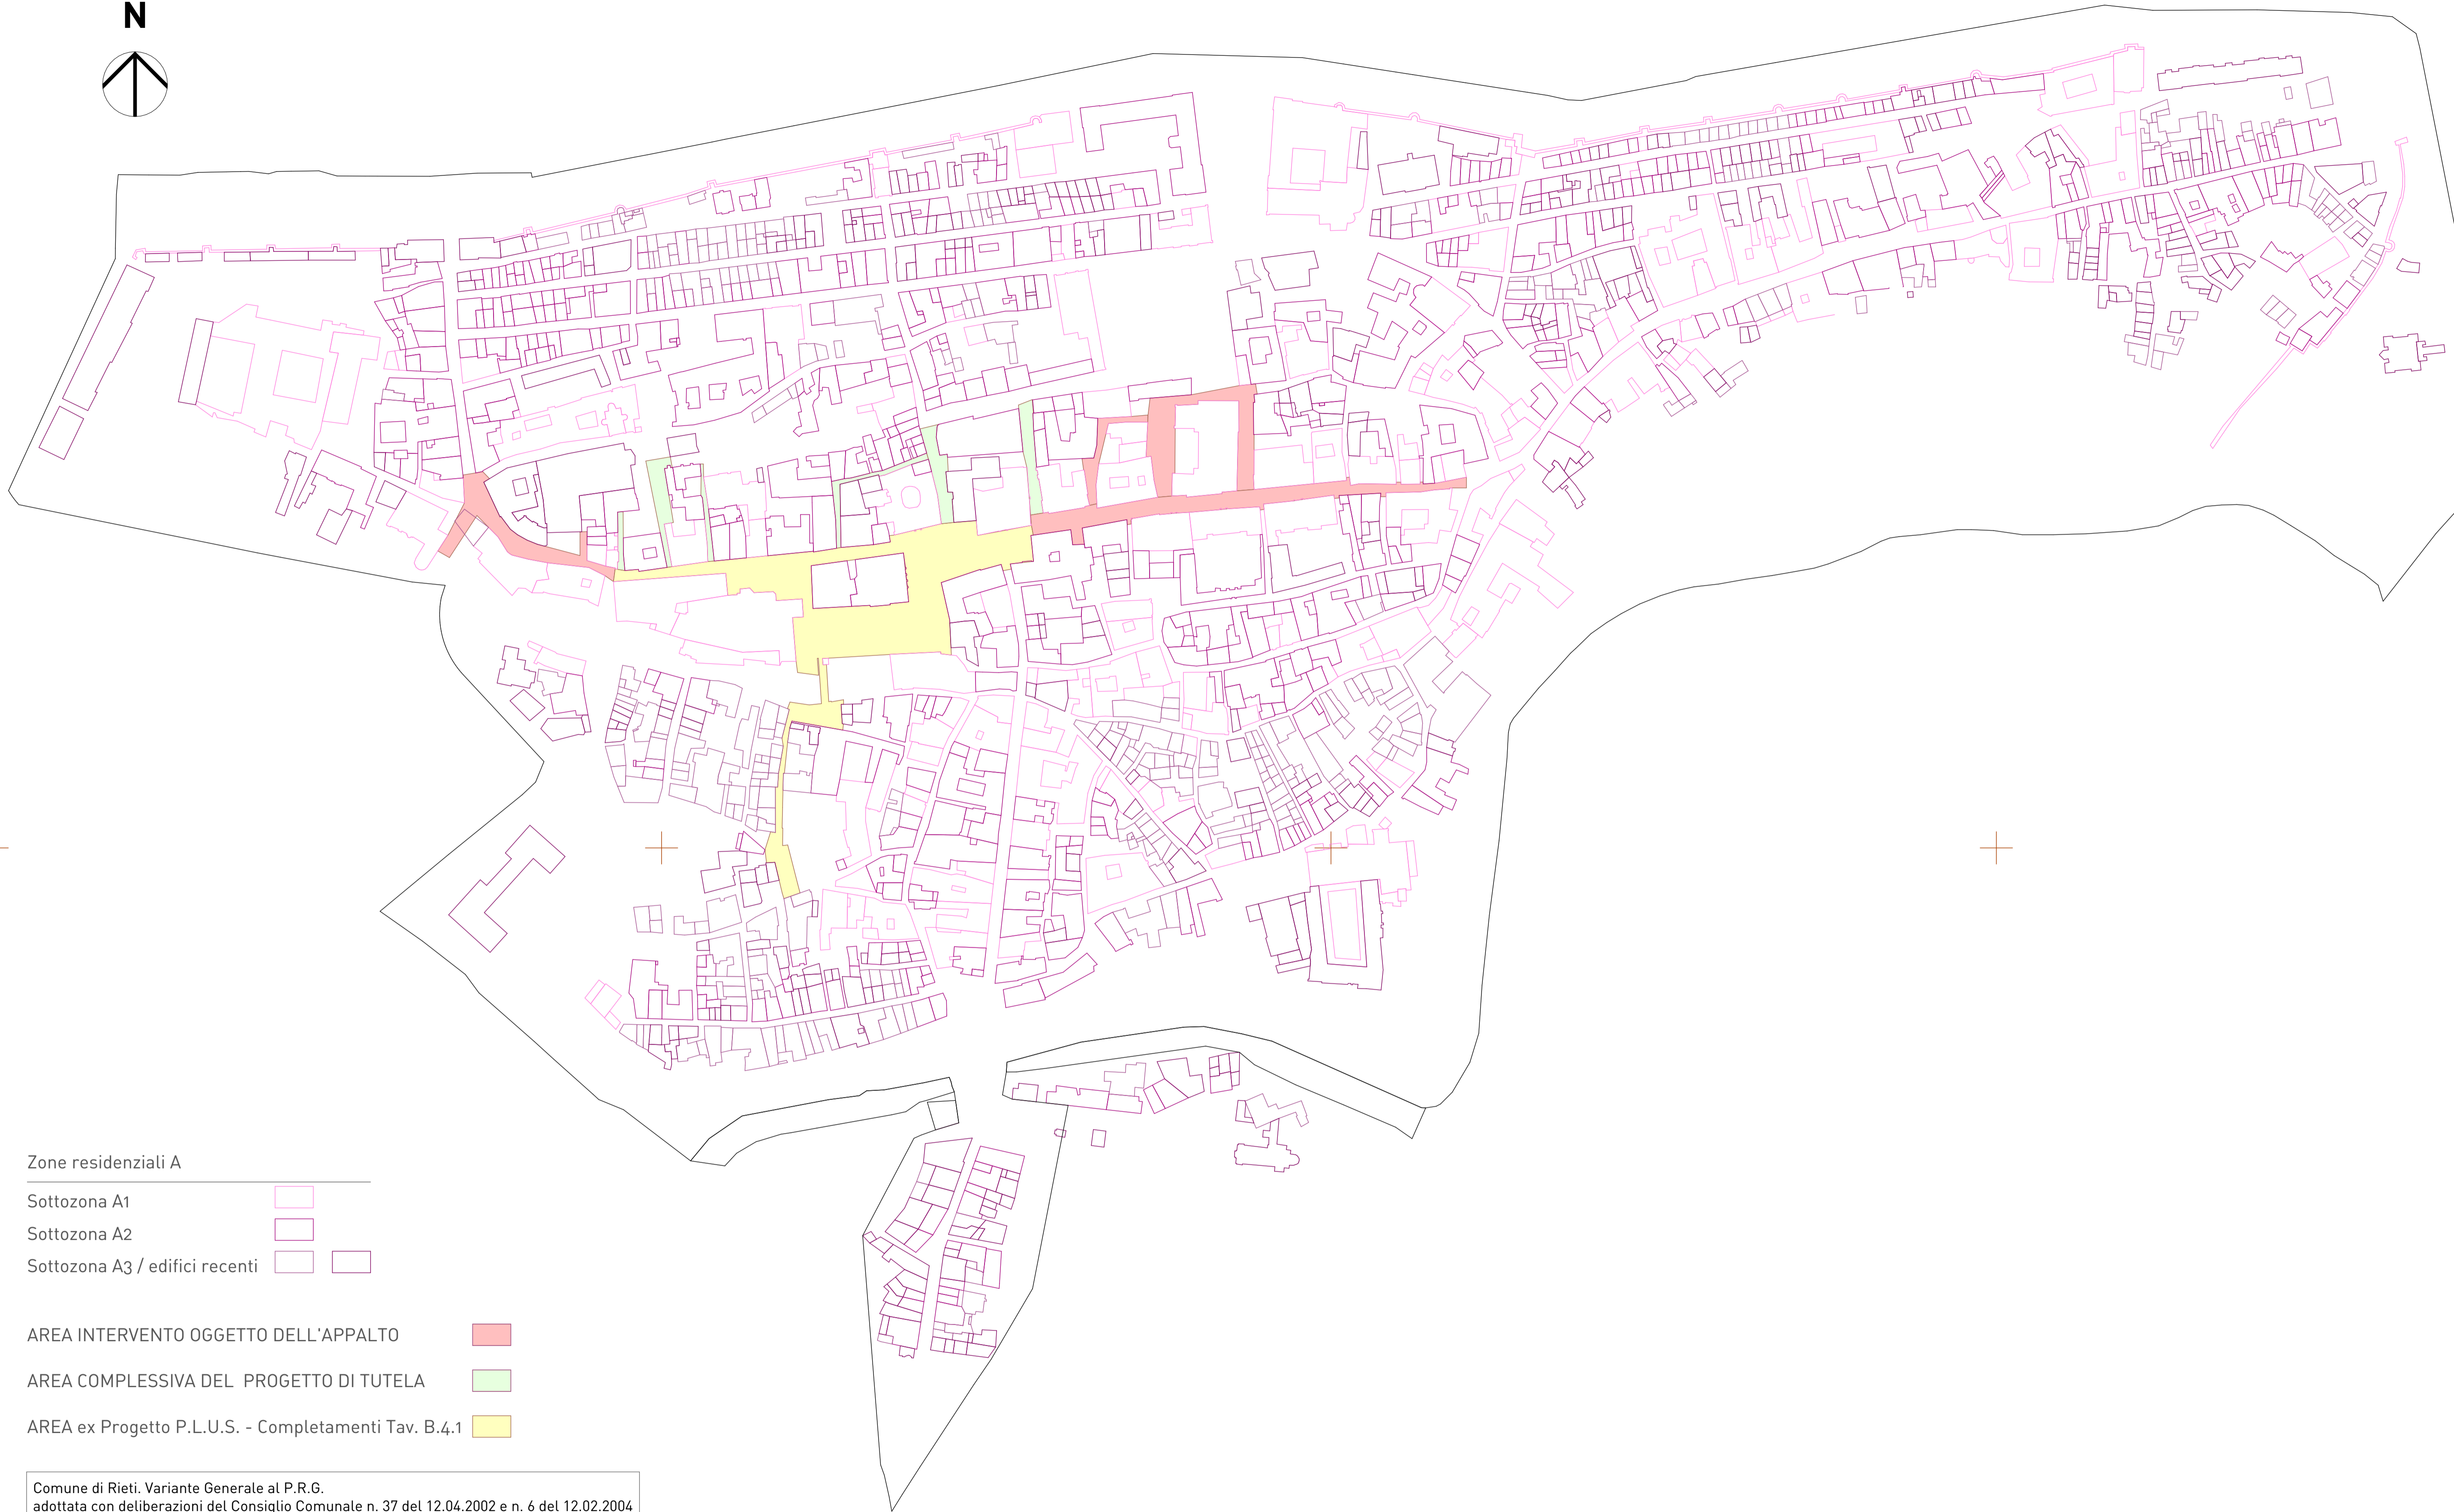 N
Zone residenziali A
Sottozona A1
Sottozona A2
Sottozona A3 / edifici recenti
AREA INTERVENTO OGGETTO DELL'APPALTO
AREA COMPLESSIVA DEL  PROGETTO DI TUTELA
AREA ex Progetto P.L.U.S. - Completamenti Tav. B.4.1
Comune di Rieti. Variante Generale al P.R.G.
adottata con deliberazioni del Consiglio Comunale n. 37 del 12.04.2002 e n. 6 del 12.02.2004